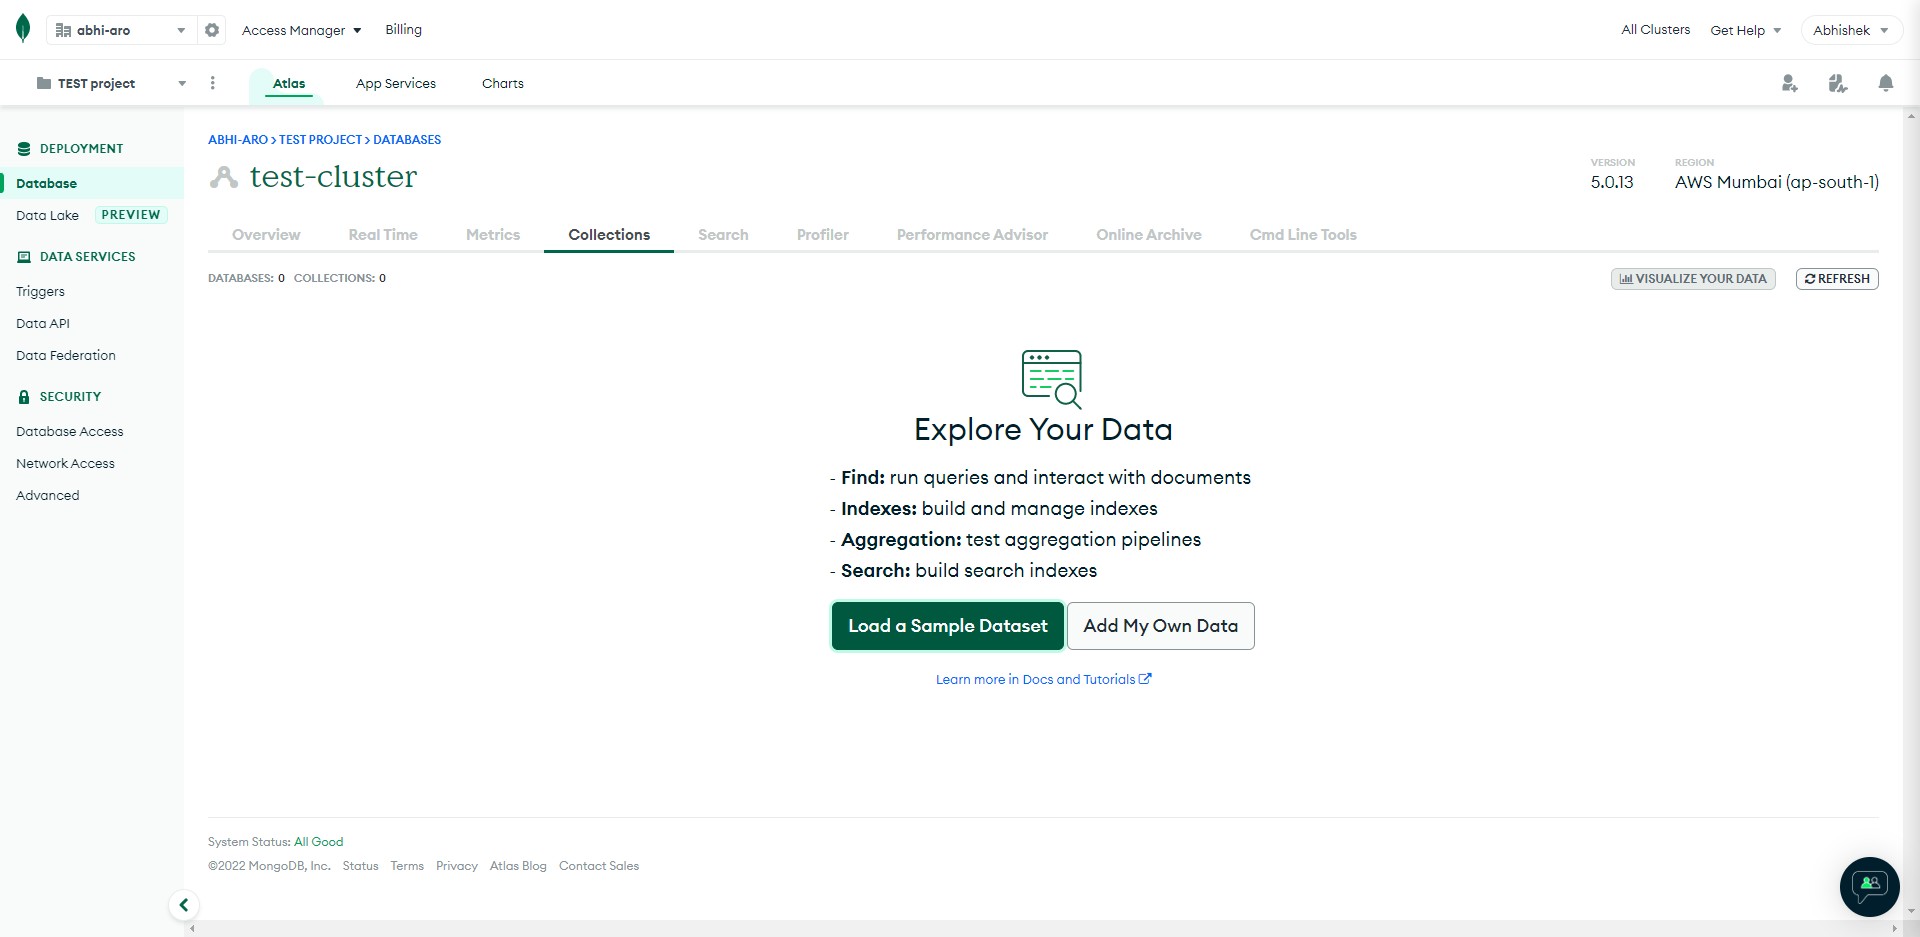 abhi-aro
Access Manager
Billing
All Clusters
Get Help
Abhishek
TEST project
Atlas
App Services
Charts
DEPLOYMENT
Database
Data Lake PREVIEW
DATA SERVICES
Triggers
Data API
Data Federation
SECURITY
Database Access
Network Access
Advanced
ABHI-ARO > TEST PROJECT > DATABASES
test-cluster
VERSION
5.0.13
REGION
AWS Mumbai (ap-south-1)
Overview
Real Time
Metrics
Collections
Search
Profiler
Performance Advisor
Online Archive
Cmd Line Tools
DATABASES: 0 COLLECTIONS: 0
VISUALIZE YOUR DATA
REFRESH
Explore Your Data
- Find: run queries and interact with documents
- Indexes: build and manage indexes
- Aggregation: test aggregation pipelines
- Search: build search indexes
Load a Sample Dataset
Add My Own Data
Learn more in Docs and Tutorials
System Status: All Good
©2022 MongoDB, Inc. Status Terms Privacy Atlas Blog Contact Sales